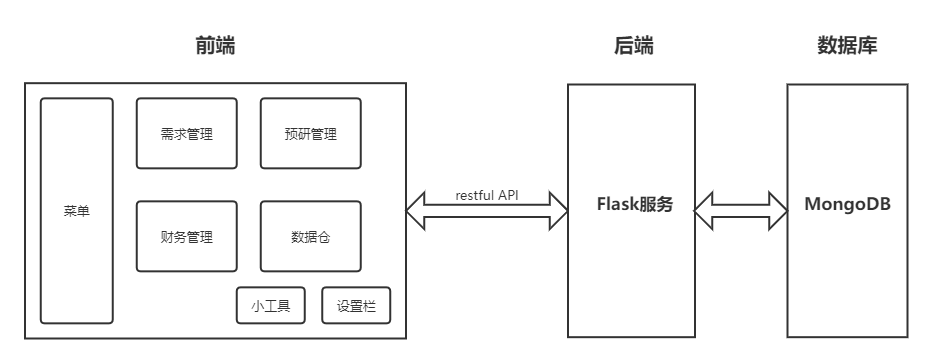 前端
后端
数据库
菜单
需求管理
预研管理
财务管理
数据仓
小工具
设置栏
restful API
Flask服务
MongoDB